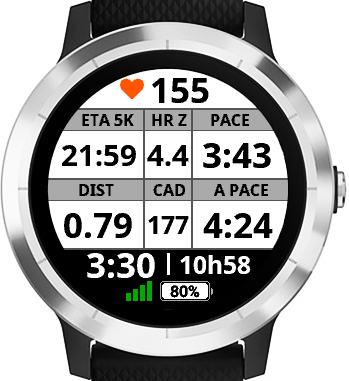 155
ETA 5K HR Z PACE
21:59 4.4 3:43
DIST CAD A PACE
0.79 177 4:24
3:30 | 10h58
80%